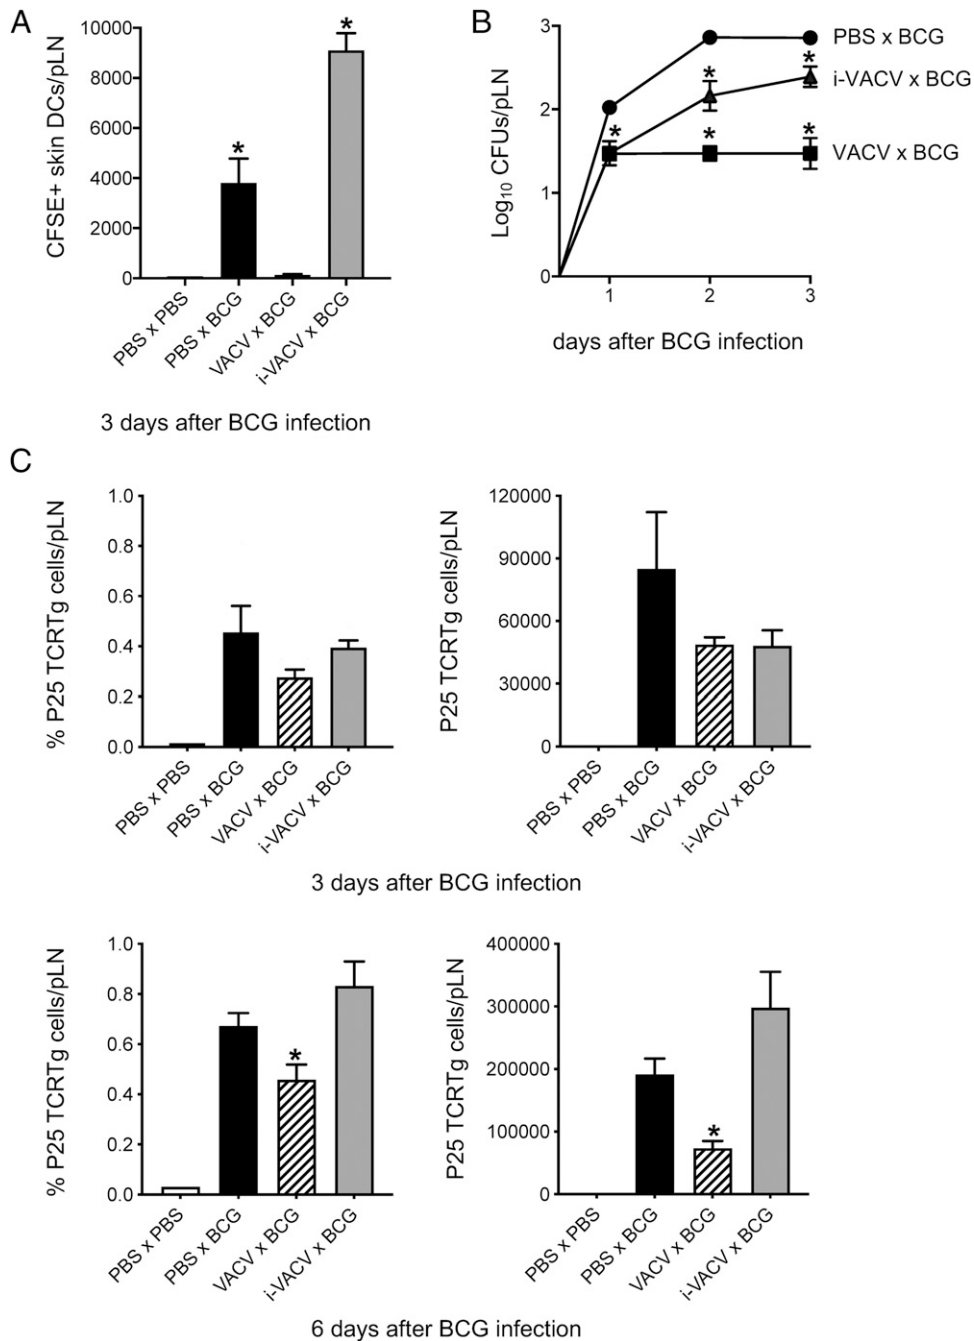 A
CFSE+ skin DCs/pLN
10000
8000
6000
4000
2000
0
*
*
PBS x PBS
PBS x BCG
VACV x BCG
i-VACV x BCG
3 days after BCG infection
B
Log₁₀ CFUs/pLN
3
2
1
0
1
2
3
*
*
*
*
*
PBS x BCG
i-VACV x BCG
VACV x BCG
days after BCG infection
C
% P25 TCRTg cells/pLN
1.0
0.8
0.6
0.4
0.2
0.0
PBS x PBS
PBS x BCG
VACV x BCG
i-VACV x BCG
P25 TCRTg cells/pLN
120000
90000
60000
30000
0
PBS x PBS
PBS x BCG
VACV x BCG
i-VACV x BCG
3 days after BCG infection
% P25 TCRTg cells/pLN
1.0
0.8
0.6
0.4
0.2
0.0
*
PBS x PBS
PBS x BCG
VACV x BCG
i-VACV x BCG
P25 TCRTg cells/pLN
400000
300000
200000
100000
0
*
PBS x PBS
PBS x BCG
VACV x BCG
i-VACV x BCG
6 days after BCG infection